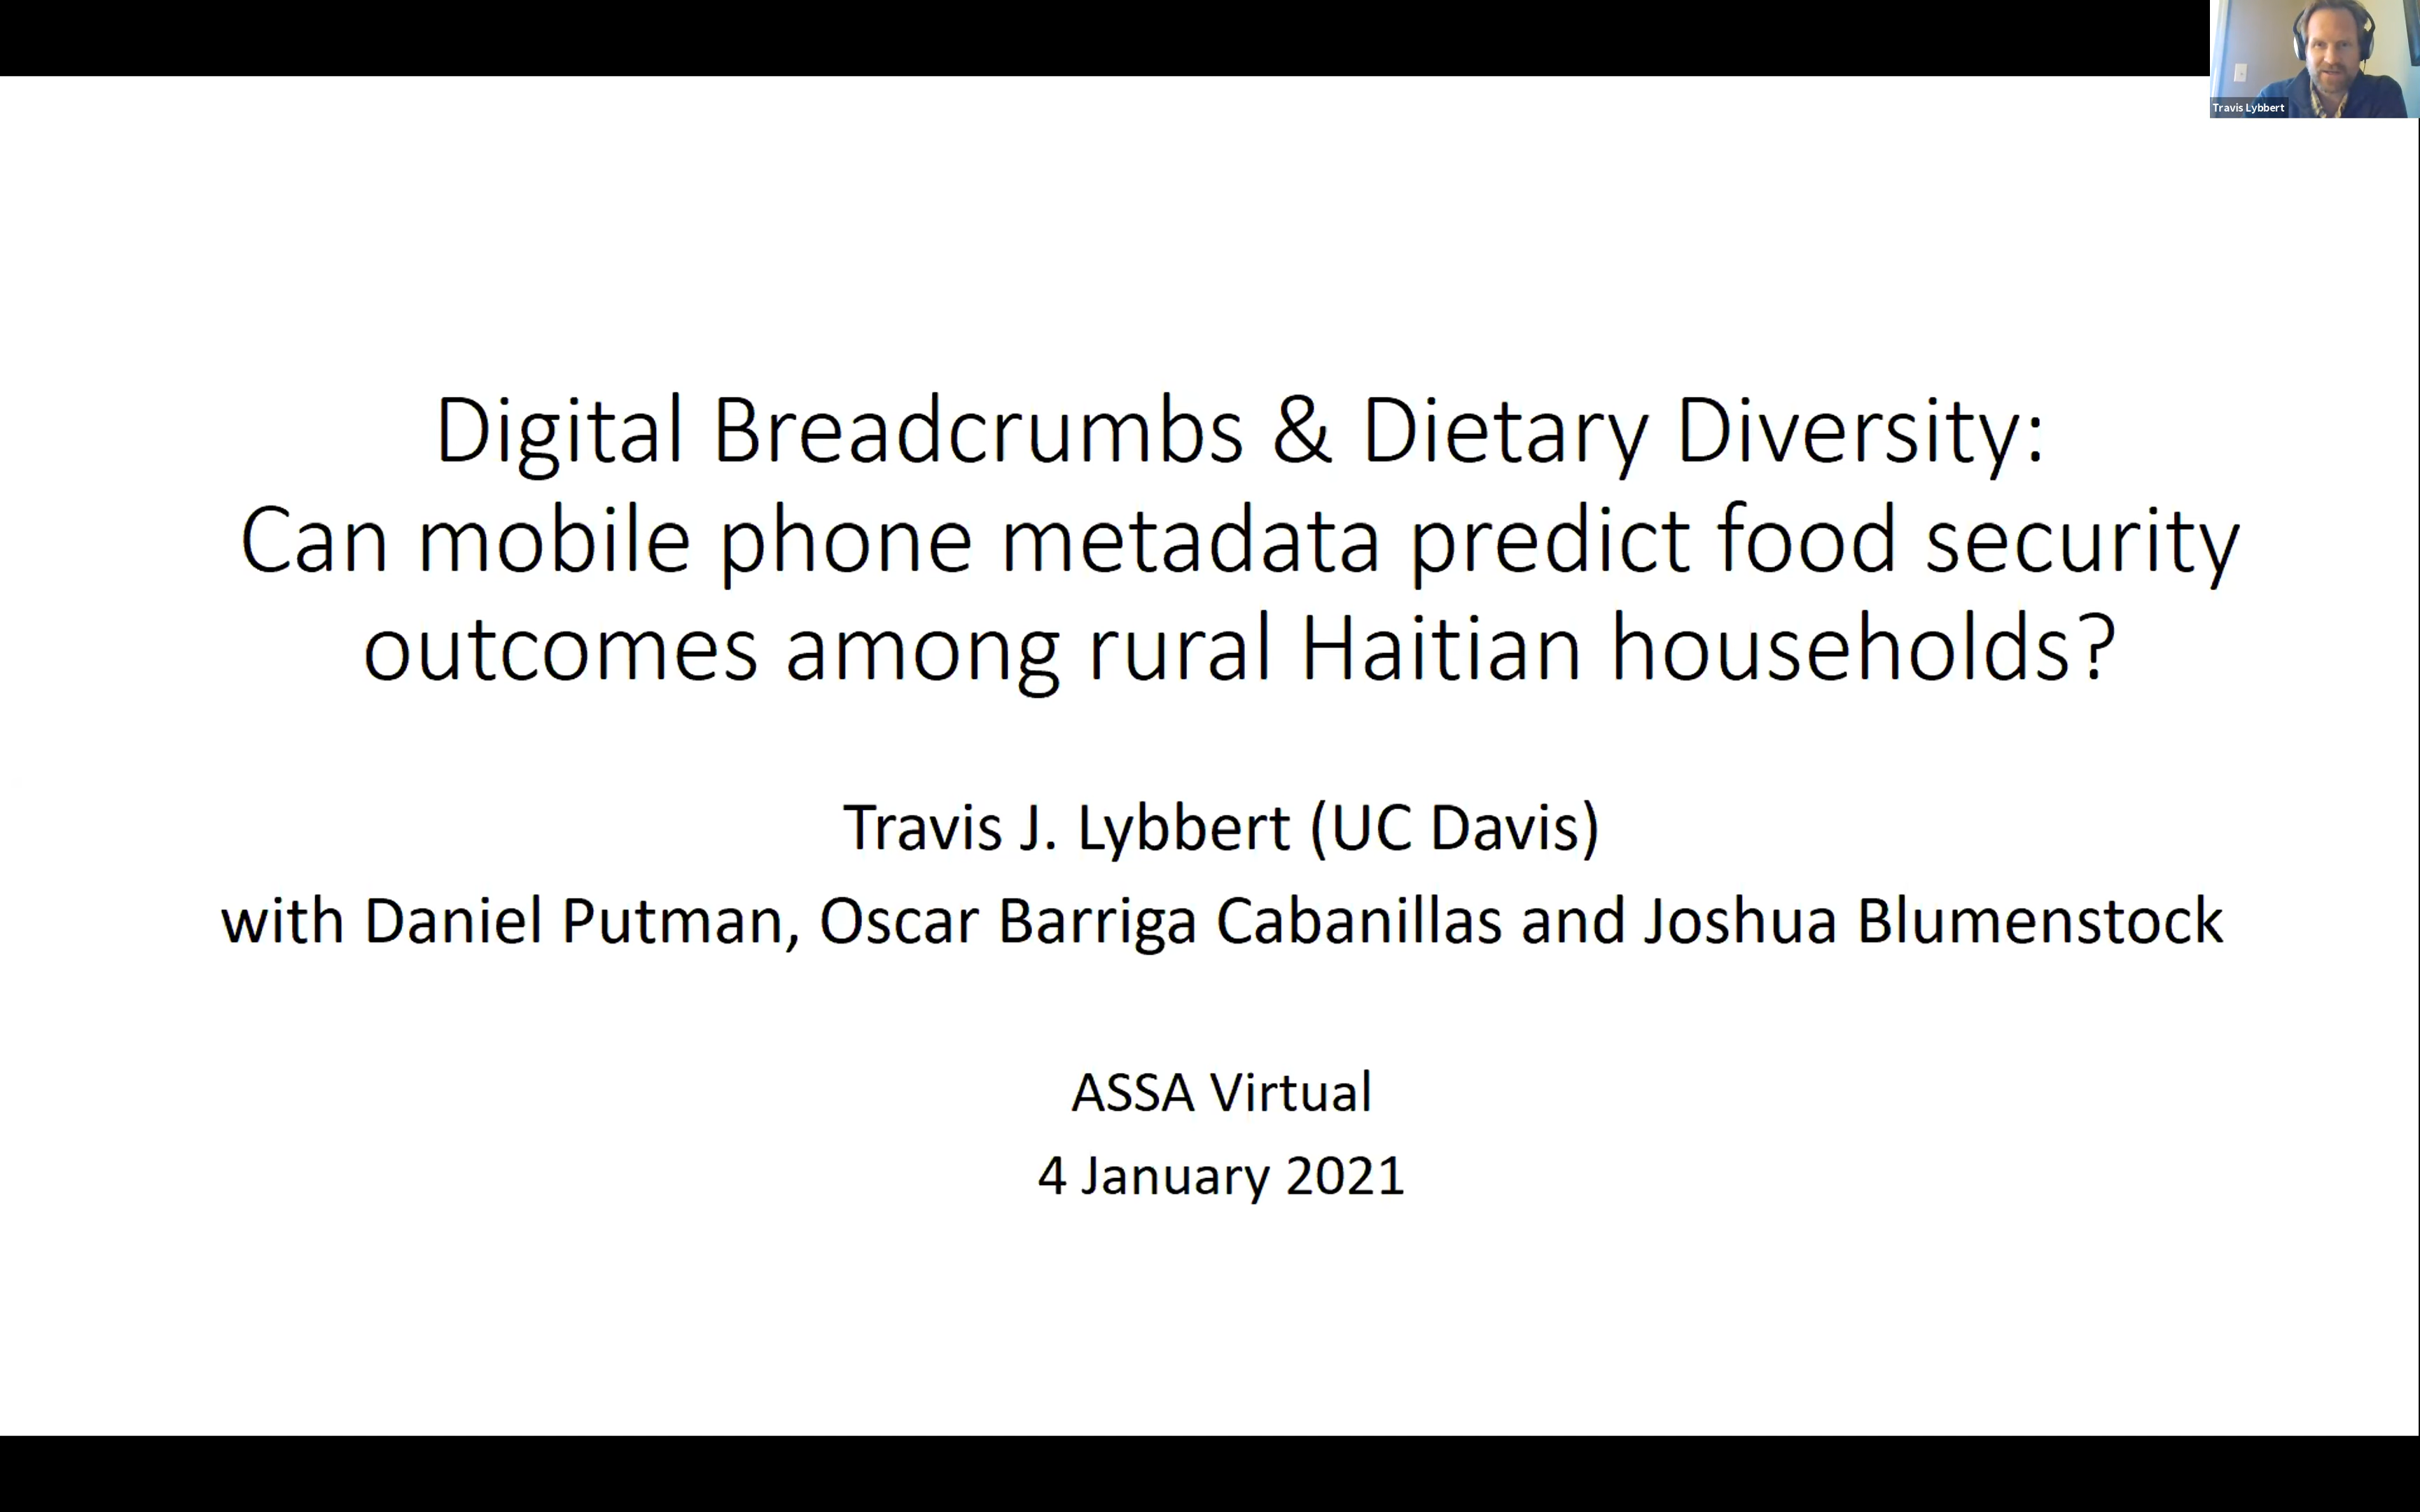 Travis Lybbert
Digital Breadcrumbs & Dietary Diversity:
Can mobile phone metadata predict food security
outcomes among rural Haitian households?
Travis J. Lybbert (UC Davis)
with Daniel Putman, Oscar Barriga Cabanillas and Joshua Blumenstock
ASSA Virtual
4 January 2021